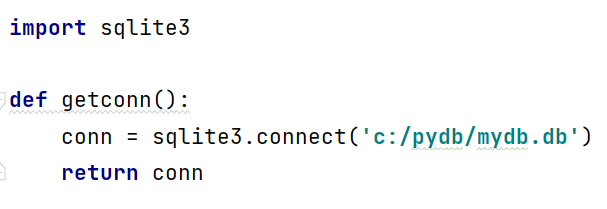 import sqlite3
def getconn():
    conn = sqlite3.connect('c:/pydb/mydb.db')
    return conn